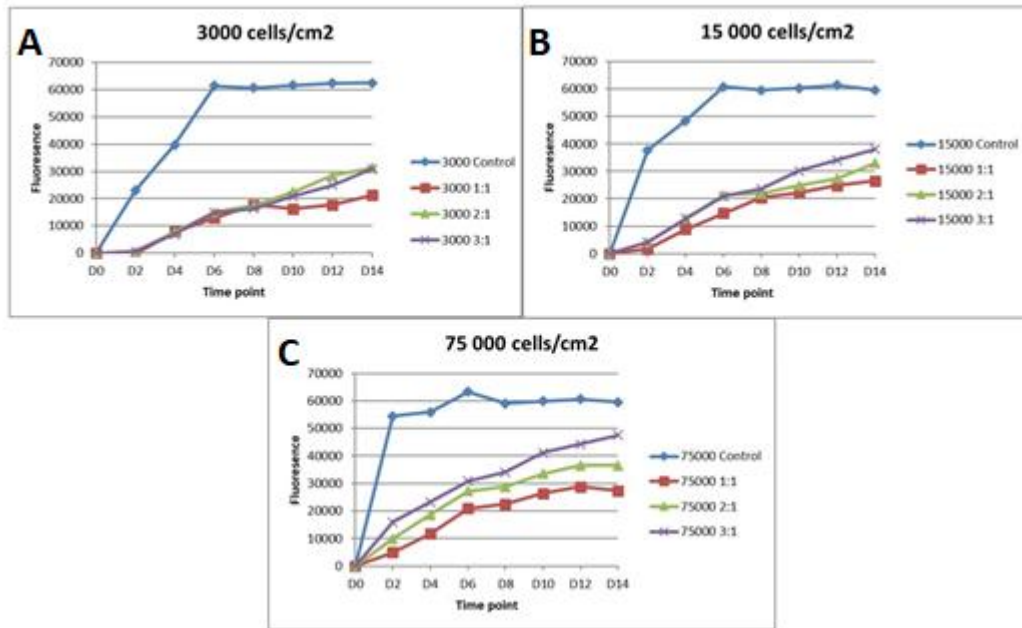 A
3000 cells/cm2
70000
60000
50000
40000
30000
20000
10000
0
Fluoresence
D0 D2 D4 D6 D8 D10 D12 D14
Time point
3000 Control
3000 1:1
3000 2:1
3000 3:1
B
15 000 cells/cm2
70000
60000
50000
40000
30000
20000
10000
0
Fluoresence
D0 D2 D4 D6 D8 D10 D12 D14
Time point
15000 Control
15000 1:1
15000 2:1
15000 3:1
C
75 000 cells/cm2
70000
60000
50000
40000
30000
20000
10000
0
Fluoresence
D0 D2 D4 D6 D8 D10 D12 D14
Time point
75000 Control
75000 1:1
75000 2:1
75000 3:1